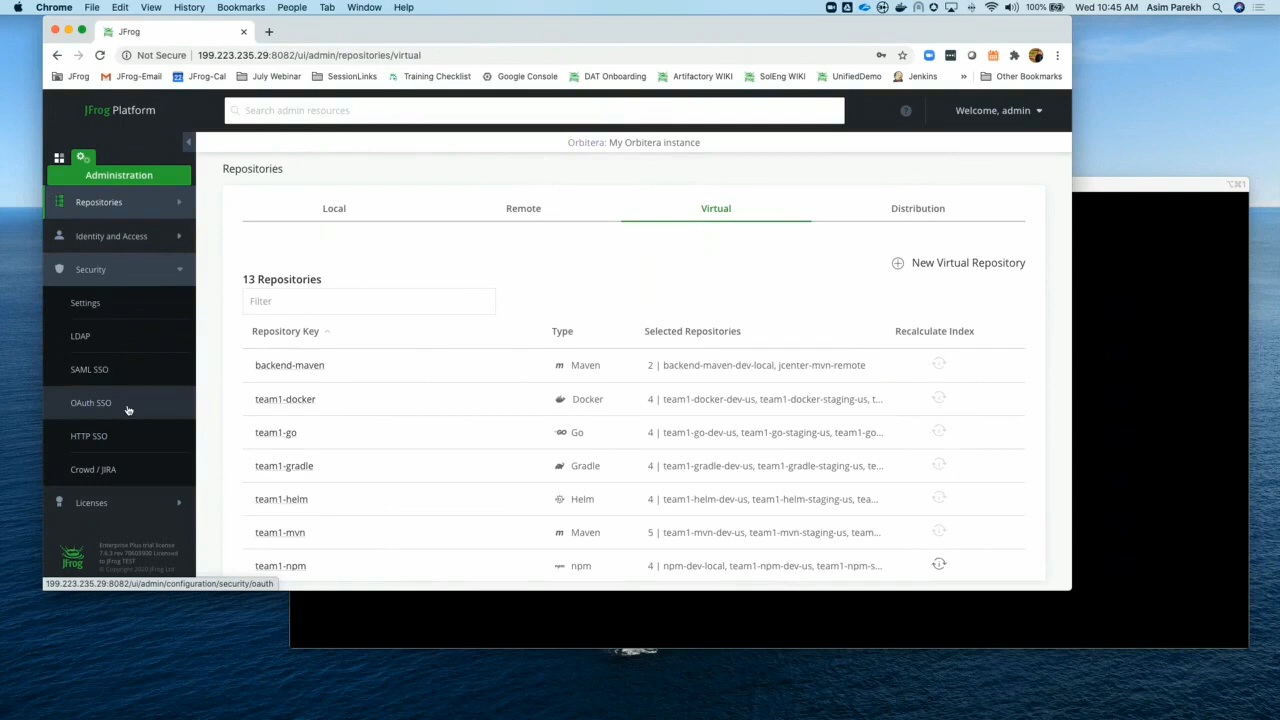 Chrome File Edit View History Bookmarks People Tab Window Help 100% Wed 10:45 AM Asim Parekh
JFrog
Not Secure 199.223.235.29:8082/ui/admin/repositories/virtual
JFrog JFrog-Email JFrog-Cal July Webinar SessionLinks Training Checklist Google Console DAT Onboarding Artifactory WIKI SolEng WIKI UnifiedDemo Jenkins » Other Bookmarks
JFrog Platform Search admin resources Welcome, admin
Orbitera: My Orbitera instance
Administration
Repositories
Identity and Access
Security
Settings
LDAP
SAML SSO
OAuth SSO
HTTP SSO
Crowd / JIRA
Licenses
JFrog
Enterprise Plus trial license
7.6.3 rev 70603900 Licensed
to JFrog TEST
© Copyright 2020 JFrog Ltd
199.223.235.29:8082/ui/admin/configuration/security/oauth
Repositories
Local Remote Virtual Distribution
New Virtual Repository
13 Repositories
Filter
Repository Key Type Selected Repositories Recalculate Index
backend-maven Maven 2 | backend-maven-dev-local, jcenter-mvn-remote
team1-docker Docker 4 | team1-docker-dev-us, team1-docker-staging-us, t...
team1-go Go 4 | team1-go-dev-us, team1-go-staging-us, team1-go...
team1-gradle Gradle 4 | team1-gradle-dev-us, team1-gradle-staging-us, te...
team1-helm Helm 4 | team1-helm-dev-us, team1-helm-staging-us, tea...
team1-mvn Maven 5 | team1-mvn-dev-us, team1-mvn-staging-us, team...
team1-npm npm 4 | npm-dev-local, team1-npm-dev-us, team1-npm-s...
⌥⌘1